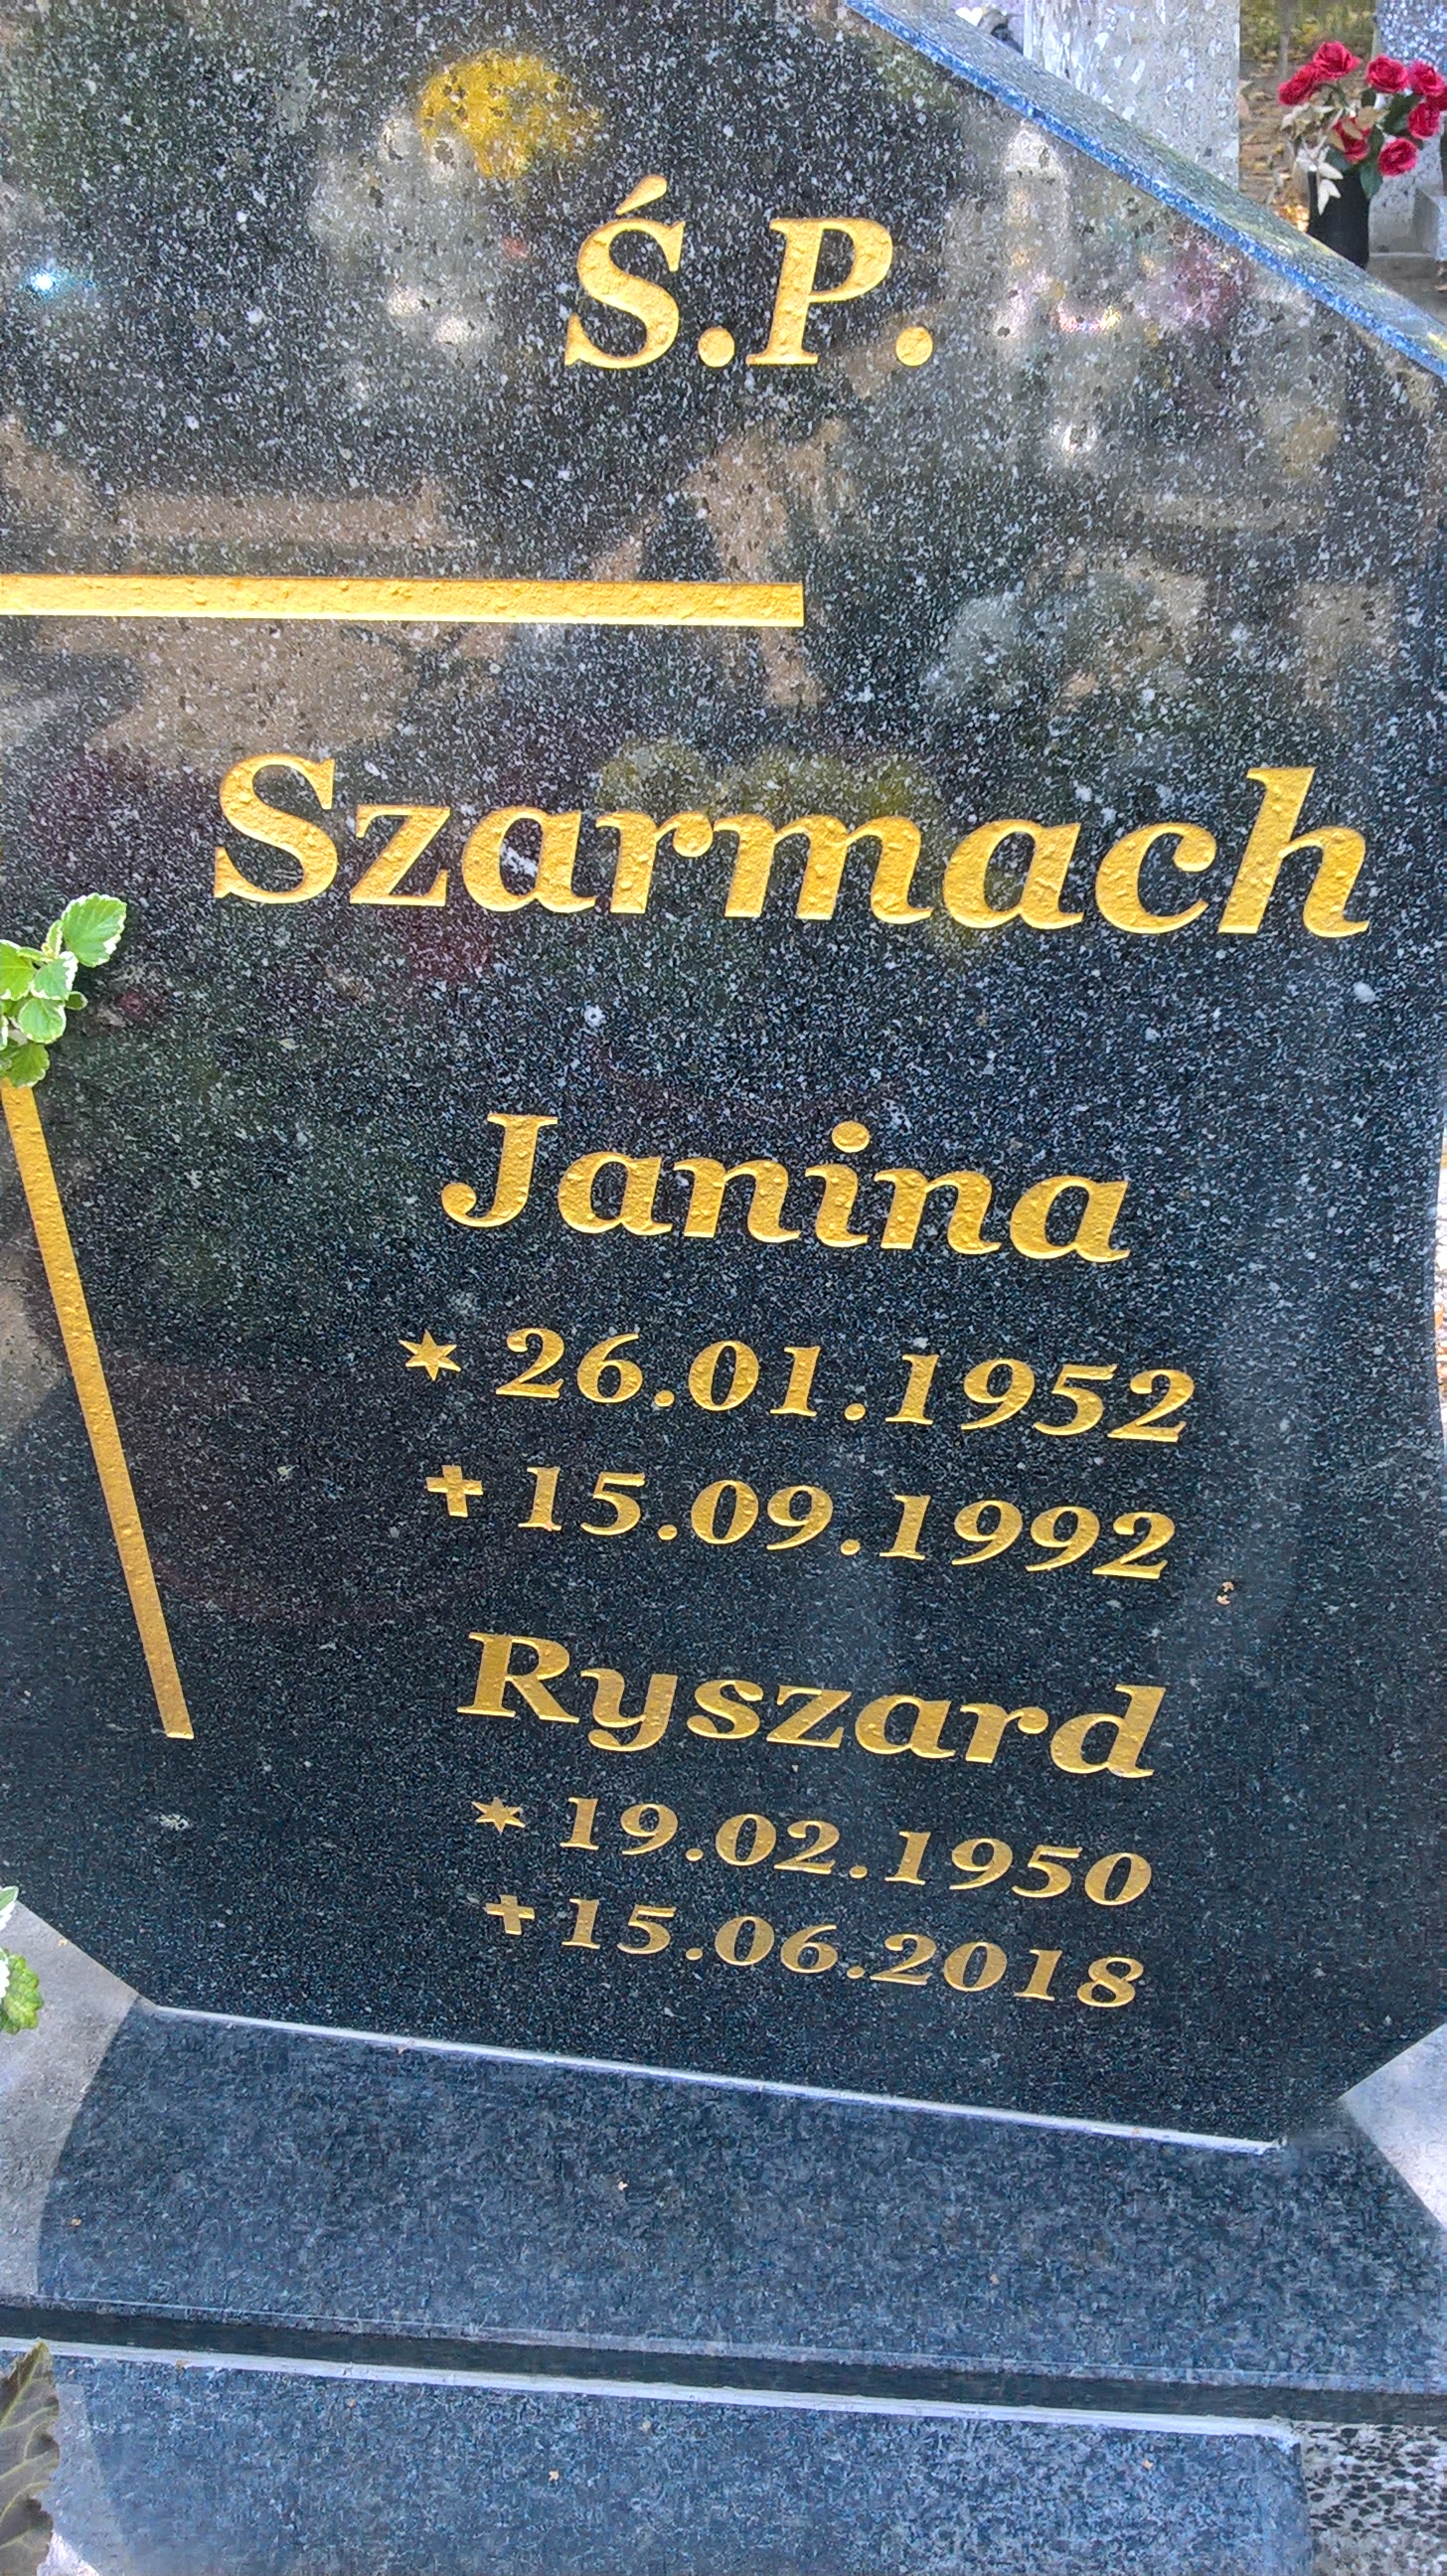 Ś.P.
Szarmach
Janina
✶ 26.01.1952
✝ 15.09.1992
Ryszard
✶ 19.02.1950
✝ 15.06.2018